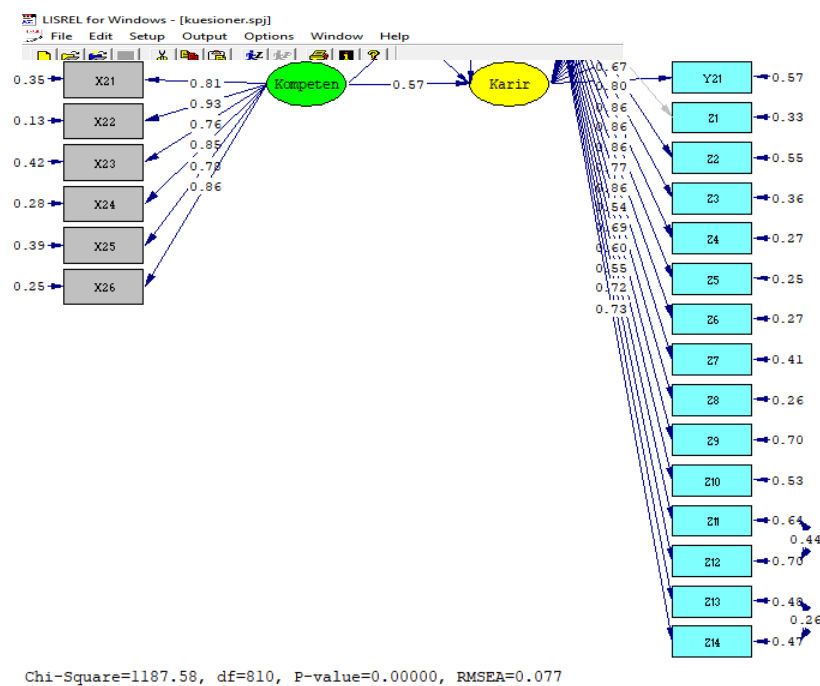 LISREL for Windows - [kuesioner.spj]
File Edit Setup Output Options Window Help
0.35 X21 0.81 Kompeten 0.57 Karir 0.67 Y21 0.57
0.13 X22 0.93 0.80 Z1 0.33
0.42 X23 0.76 0.86 Z2 0.55
0.28 X24 0.85 0.86 Z3 0.36
0.39 X25 0.78 0.86 Z4 0.27
0.25 X26 0.86 0.77 Z5 0.25
0.86 Z6 0.27
0.54 Z7 0.41
0.69 Z8 0.26
0.60 Z9 0.70
0.55 Z10 0.53
0.72 Z11 0.64
0.73
0.44
Z12 0.70
Z13 0.48
0.26
Z14 0.47
Chi-Square=1187.58, df=810, P-value=0.00000, RMSEA=0.077